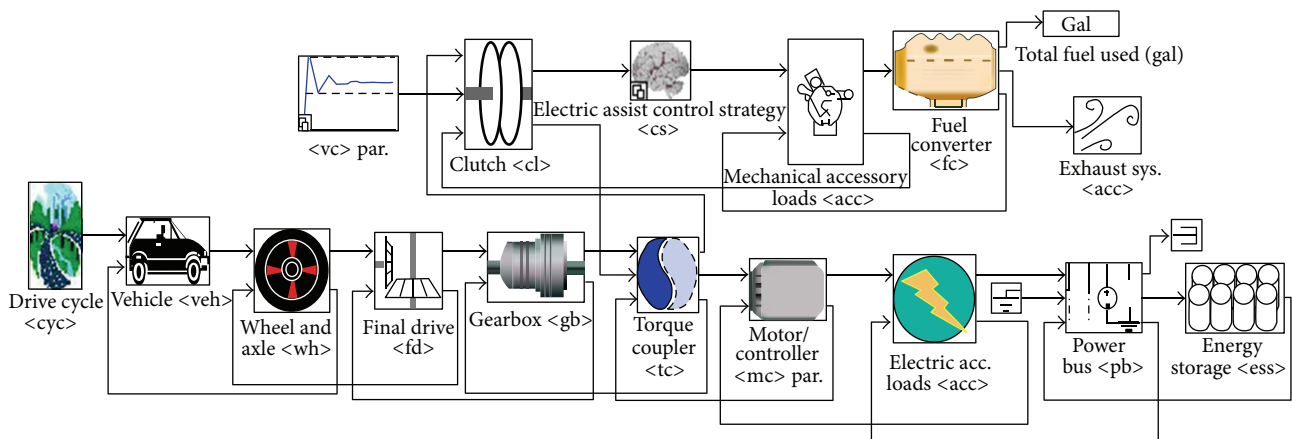 Gal
Total fuel used (gal)
Electric assist control strategy
<cs>
<vc> par.
Clutch <cl>
Mechanical accessory
loads <acc>
Fuel
converter
<fc>
Exhaust sys.
<acc>
Drive cycle
<cyc>
Vehicle <veh>
Wheel and
axle <wh>
Final drive
<fd>
Gearbox <gb>
Torque
coupler
<tc>
Motor/
controller
<mc> par.
Electric acc.
loads <acc>
Power
bus <pb>
Energy
storage <ess>